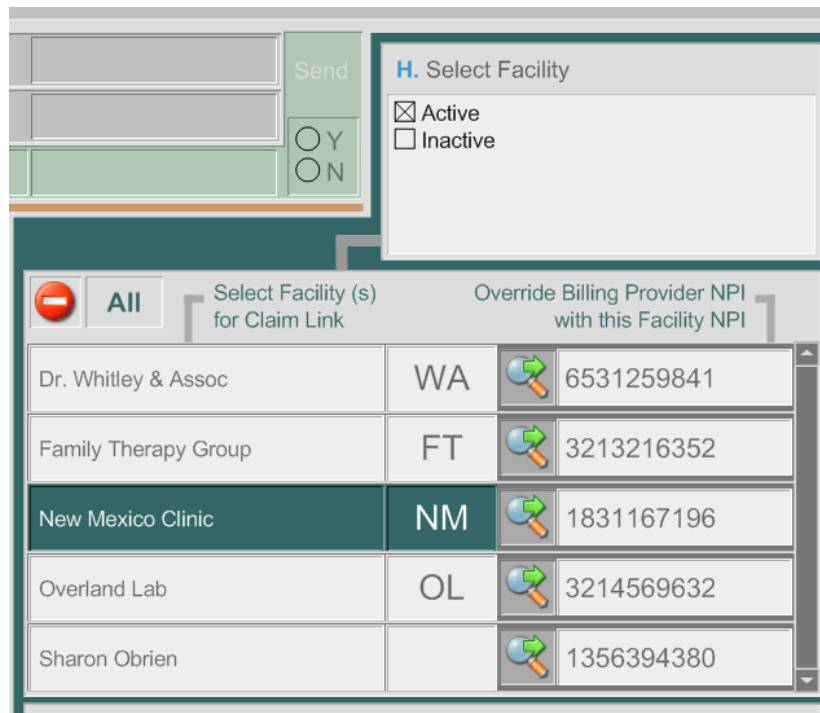 Send
Y
N
H. Select Facility
Active
Inactive
All
Select Facility (s)
for Claim Link
Override Billing Provider NPI
with this Facility NPI
Dr. Whitley & Assoc WA 6531259841
Family Therapy Group FT 3213216352
New Mexico Clinic NM 1831167196
Overland Lab OL 3214569632
Sharon Obrien 1356394380